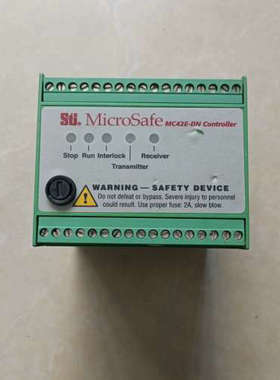 STI. MicroSafe MC42E-DN Controller
Stop Run Interlock Receiver
Transmitter
WARNING — SAFETY DEVICE
Do not defeat or bypass. Severe injury to personnel
could result. Use proper fuse: 2A, slow blow.